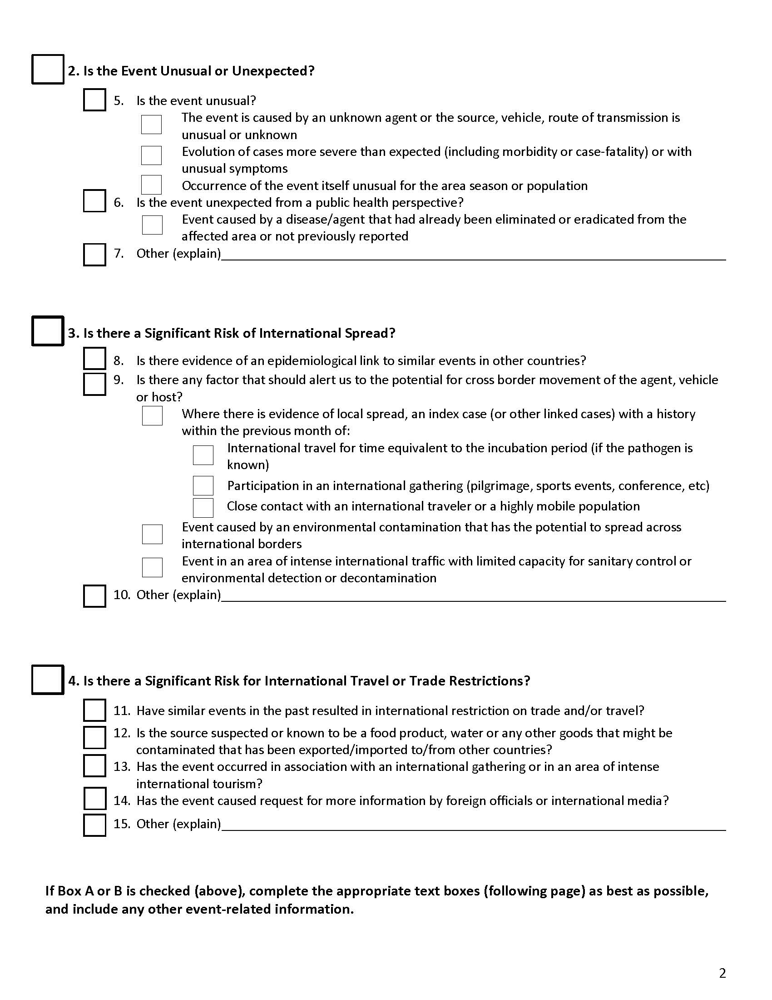 2. Is the Event Unusual or Unexpected?
5. Is the event unusual?
The event is caused by an unknown agent or the source, vehicle, route of transmission is
unusual or unknown
Evolution of cases more severe than expected (including morbidity or case-fatality) or with
unusual symptoms
Occurrence of the event itself unusual for the area season or population
6. Is the event unexpected from a public health perspective?
Event caused by a disease/agent that had already been eliminated or eradicated from the
affected area or not previously reported
7. Other (explain)
3. Is there a Significant Risk of International Spread?
8. Is there evidence of an epidemiological link to similar events in other countries?
9. Is there any factor that should alert us to the potential for cross border movement of the agent, vehicle
or host?
Where there is evidence of local spread, an index case (or other linked cases) with a history
within the previous month of:
International travel for time equivalent to the incubation period (if the pathogen is
known)
Participation in an international gathering (pilgrimage, sports events, conference, etc)
Close contact with an international traveler or a highly mobile population
Event caused by an environmental contamination that has the potential to spread across
international borders
Event in an area of intense international traffic with limited capacity for sanitary control or
environmental detection or decontamination
10. Other (explain)
4. Is there a Significant Risk for International Travel or Trade Restrictions?
11. Have similar events in the past resulted in international restriction on trade and/or travel?
12. Is the source suspected or known to be a food product, water or any other goods that might be
contaminated that has been exported/imported to/from other countries?
13. Has the event occurred in association with an international gathering or in an area of intense
international tourism?
14. Has the event caused request for more information by foreign officials or international media?
15. Other (explain)
If Box A or B is checked (above), complete the appropriate text boxes (following page) as best as possible,
and include any other event-related information.
2